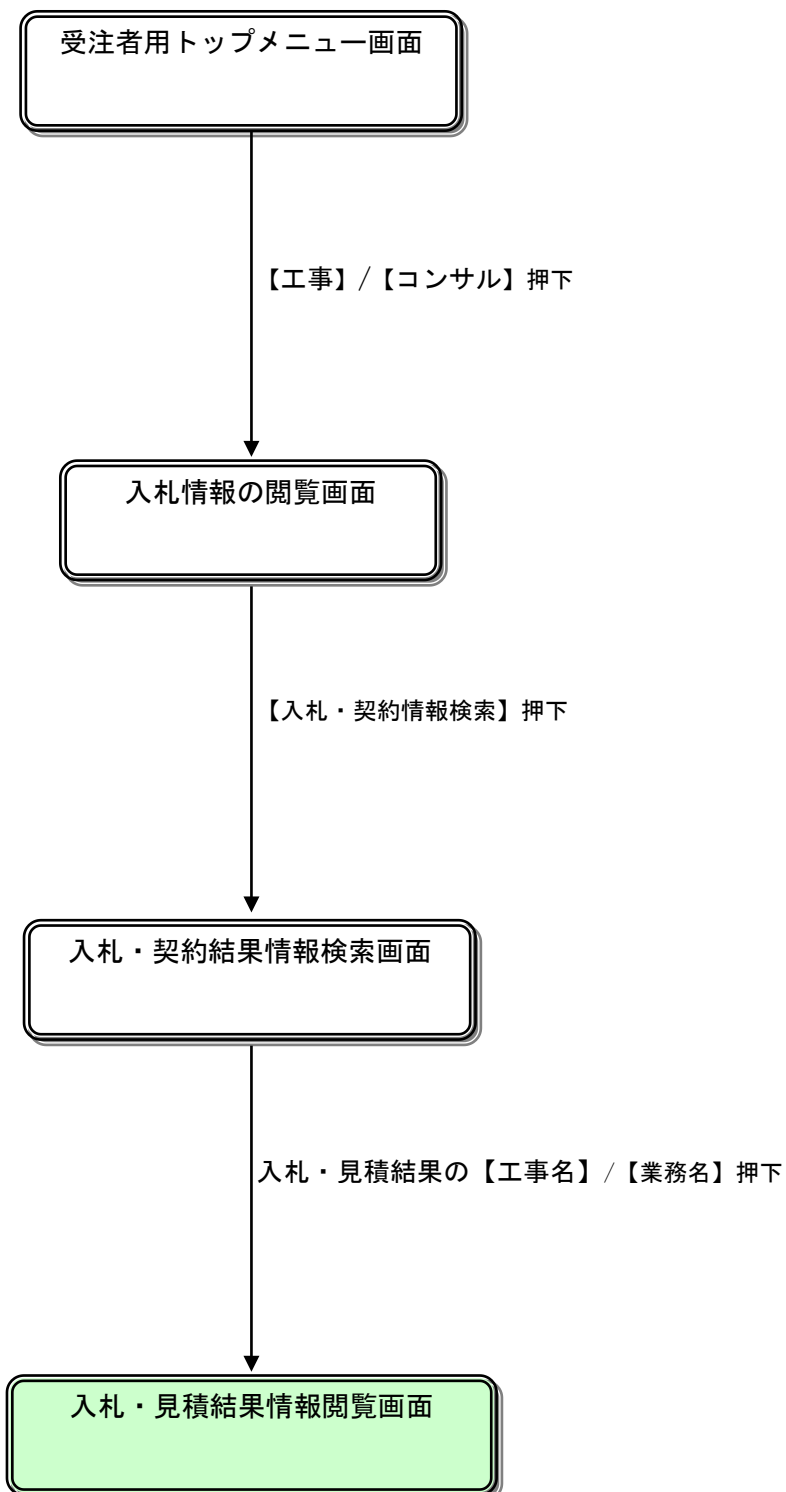 受注者用トップメニュー画面
【工事】/【コンサル】押下
入札情報の閲覧画面
【入札・契約情報検索】押下
入札・契約結果情報検索画面
入札・見積結果の【工事名】/【業務名】押下
入札・見積結果情報閲覧画面